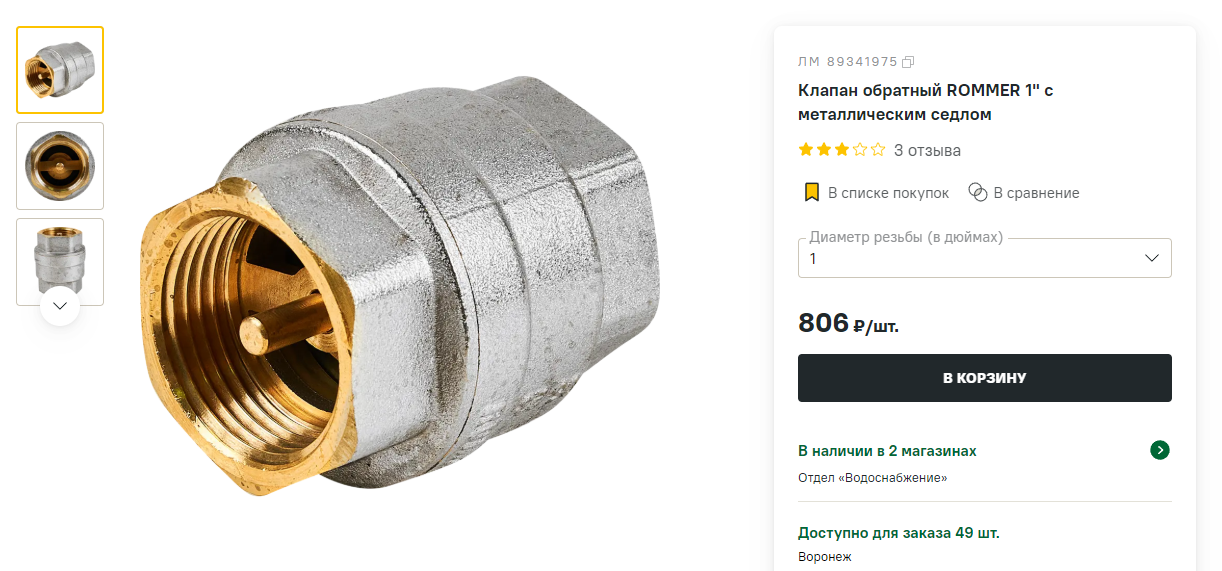 ЛМ 89341975
Клапан обратный ROMMER 1" с
металлическим седлом
3 отзыва
В списке покупок В сравнение
Диаметр резьбы (в дюймах)
1
806 ₽/шт.
В КОРЗИНУ
В наличии в 2 магазинах
Отдел «Водоснабжение»
Доступно для заказа 49 шт.
Воронеж